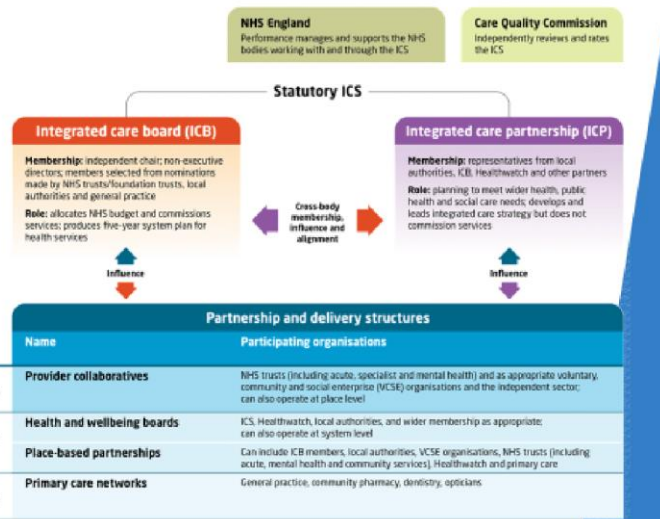 NHS England
Performance manages and supports the NHS
bodies working with and through the ICS
Care Quality Commission
Independently reviews and rates
the ICS
Statutory ICS
Integrated care board (ICB)
Membership: independent chair; non-executive
directors; members selected from nominations
made by NHS trusts/foundation trusts, local
authorities and general practice
Role: allocates NHS budget and commissions
services; produces five-year system plan for
health services
Cross-body
membership,
influence and
alignment
Integrated care partnership (ICP)
Membership: representatives from local
authorities, ICB, Healthwatch and other partners
Role: planning to meet wider health, public
health and social care needs; develops and
leads integrated care strategy but does not
commission services
Influence
Influence
Partnership and delivery structures
Name
Participating organisations
Provider collaboratives
NHS trusts (including acute, specialist and mental health) and as appropriate voluntary,
community and social enterprise (VCSE) organisations and the independent sector;
can also operate at place level
Health and wellbeing boards
ICS, Healthwatch, local authorities, and wider membership as appropriate;
can also operate at system level
Place-based partnerships
Can include ICB members, local authorities, VCSE organisations, NHS trusts (including
acute, mental health and community services), Healthwatch and primary care
Primary care networks
General practice, community pharmacy, dentistry, opticians